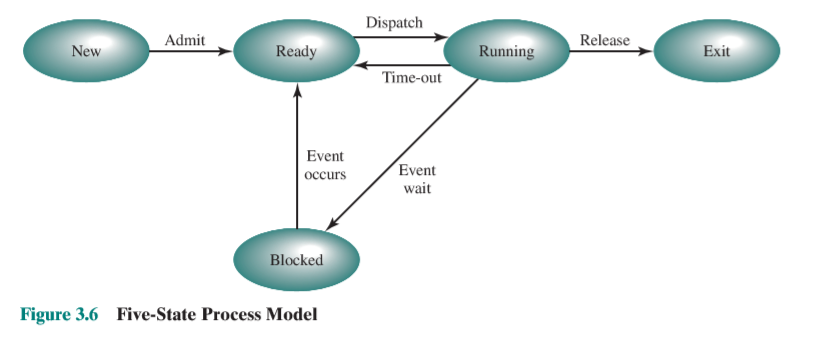 Dispatch
Admit
Release
New
Ready
Running
Exit
Time-out
Event
occurs
Event
wait
Blocked
Figure 3.6 Five-State Process Model